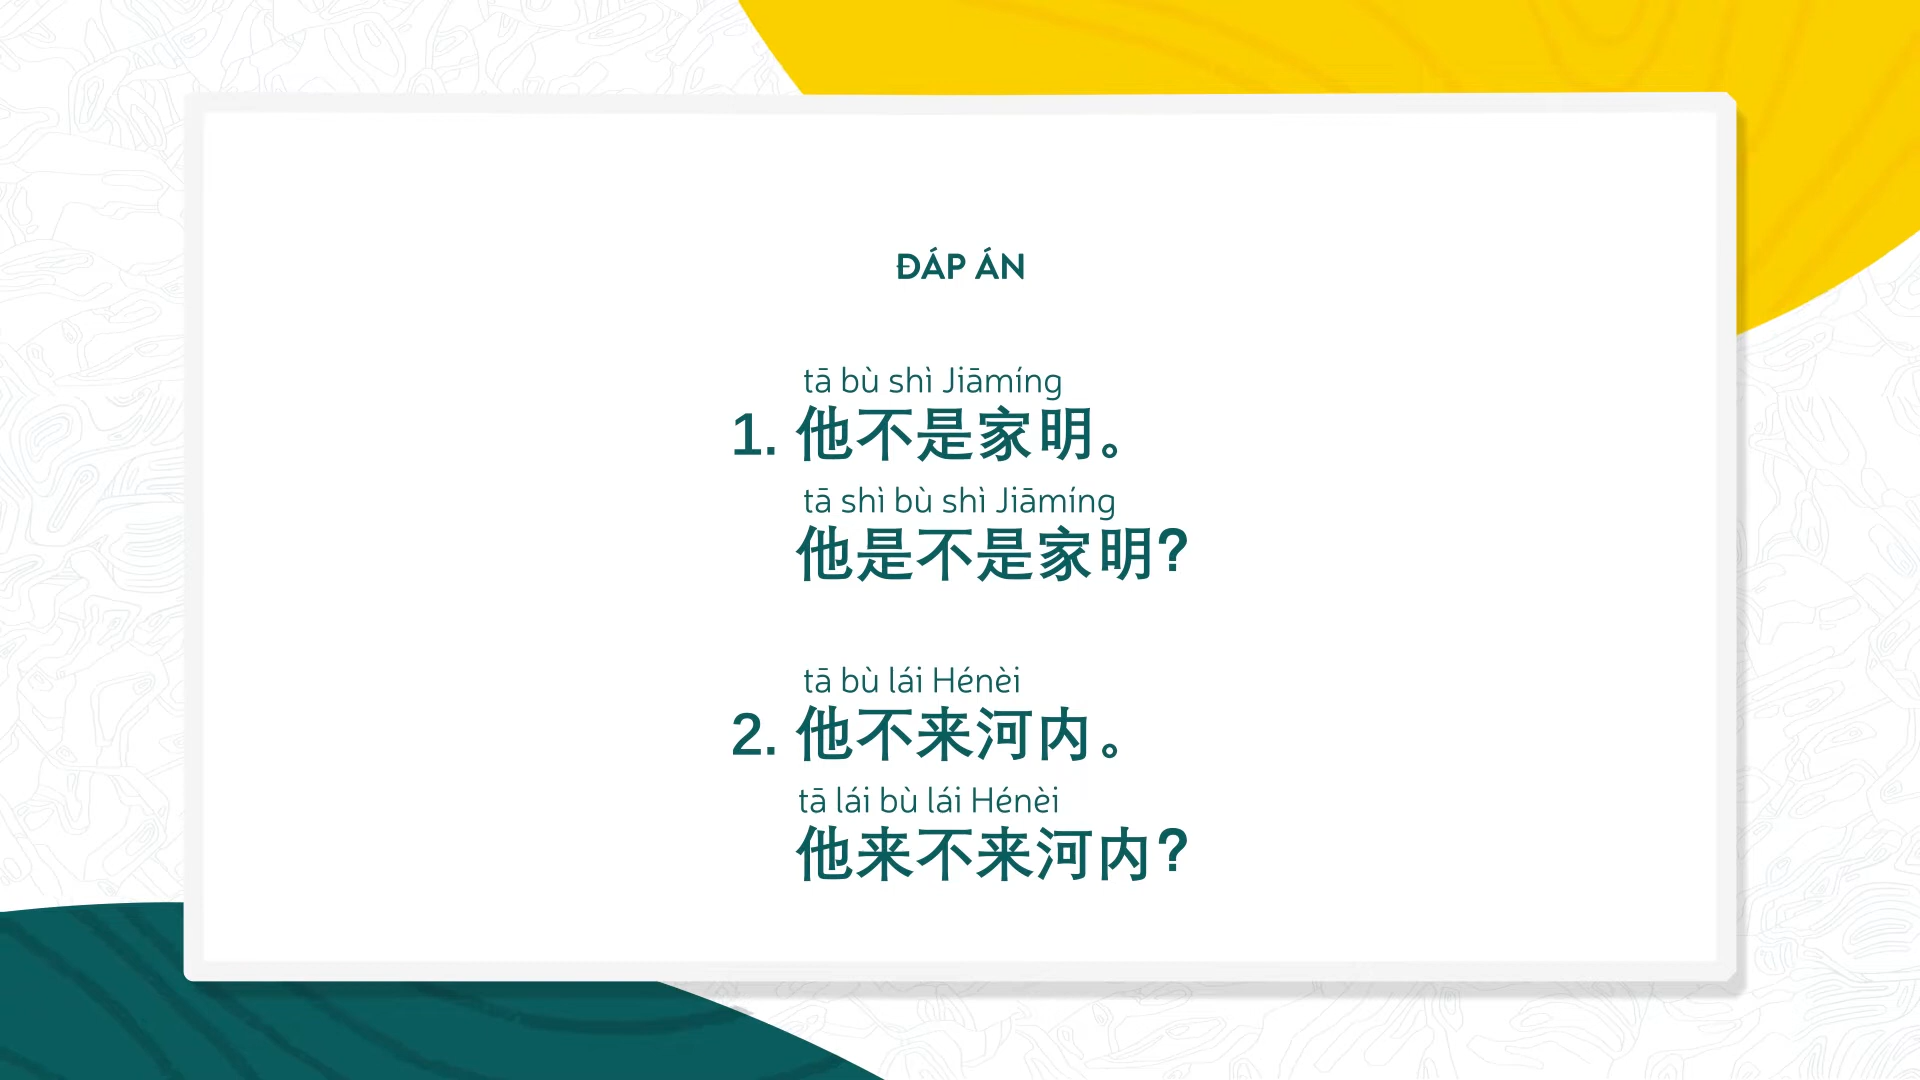 ĐÁP ÁN
tā bù shì Jiāmíng
1. 他不是家明。
tā shì bù shì Jiāmíng
他是不是家明?
tā bù lái Hénèi
2. 他不来河内。
tā lái bù lái Hénèi
他来不来河内?